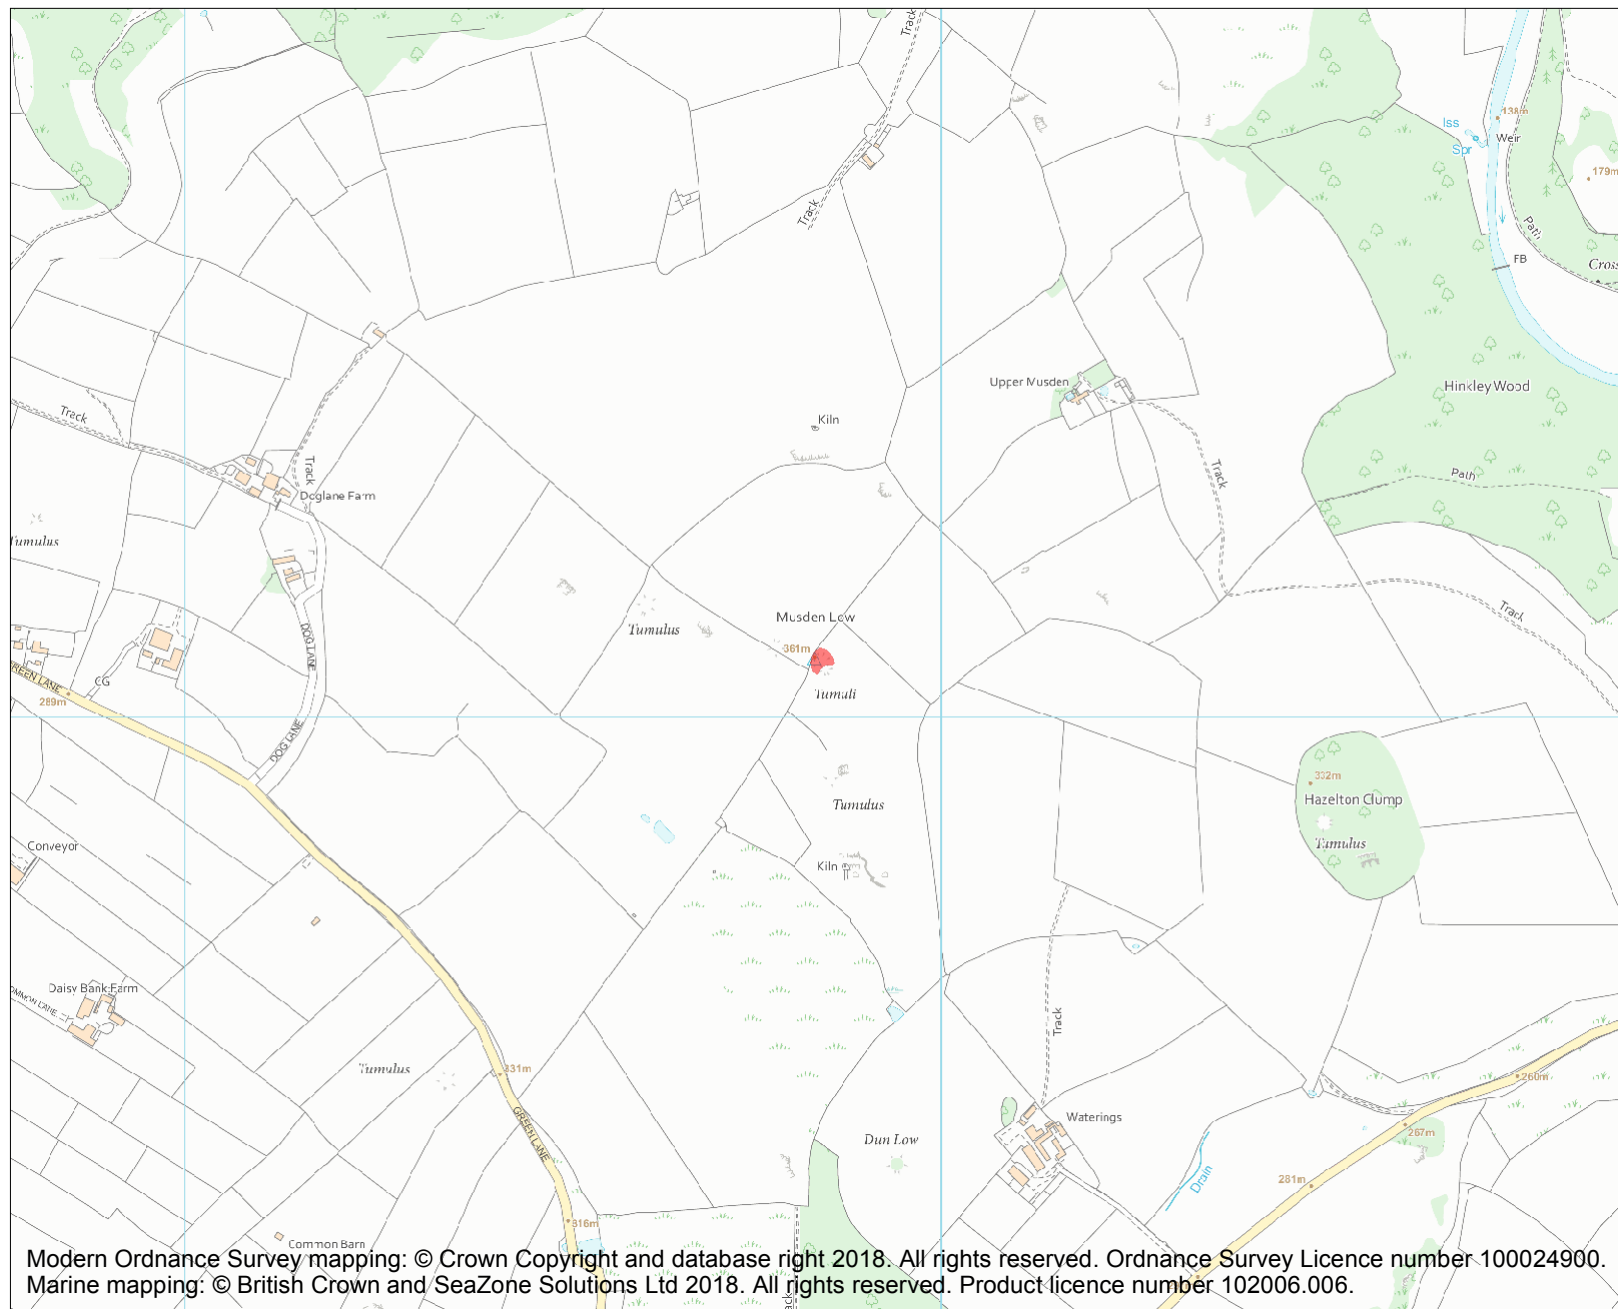 Track
138m
Iss
Spr
Weir
179m
Track
Path
FB
Cross
Upper Musden
Hinkley Wood
Track
Kiln
Track
Track
Path
Doglane Farm
Tumulus
Musden Low
Track
DOG LANE
Tumulus
361m
GREEN LANE
CG
Tumuli
289m
DOG LANE
332m
Hazelton Clump
Tumulus
Tumulus
Conveyor
Kiln
Daisy Bank Farm
COMMON LANE
Track
Tumulus
331m
260m
GREEN LANE
Waterings
267m
Dun Low
Drain
281m
316m
Common Barn
Modern Ordnance Survey mapping: © Crown Copyright and database right 2018. All rights reserved. Ordnance Survey Licence number 100024900.
Marine mapping: © British Crown and SeaZone Solutions Ltd 2018. All rights reserved. Product licence number 102006.006.